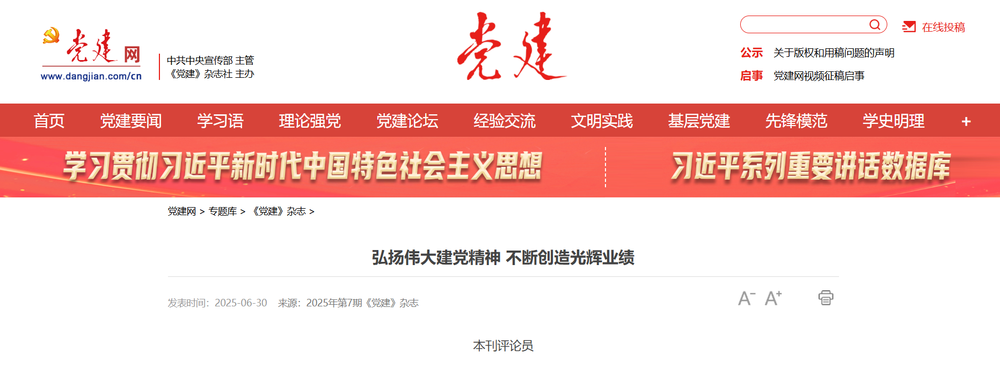 党建网
www.dangjian.com/cn
中共中央宣传部 主管
《党建》杂志社 主办
党建
在线投稿
公示 关于版权和用稿问题的声明
启事 党建网视频征稿启事
首页 党建要闻 学习语 理论强党 党建论坛 经验交流 文明实践 基层党建 先锋模范 学史明理 +
学习贯彻习近平新时代中国特色社会主义思想 习近平系列重要讲话数据库
党建网 > 专题库 > 《党建》杂志 >
弘扬伟大建党精神 不断创造光辉业绩
发表时间：2025-06-30 来源：2025年第7期《党建》杂志
A- A+
本刊评论员